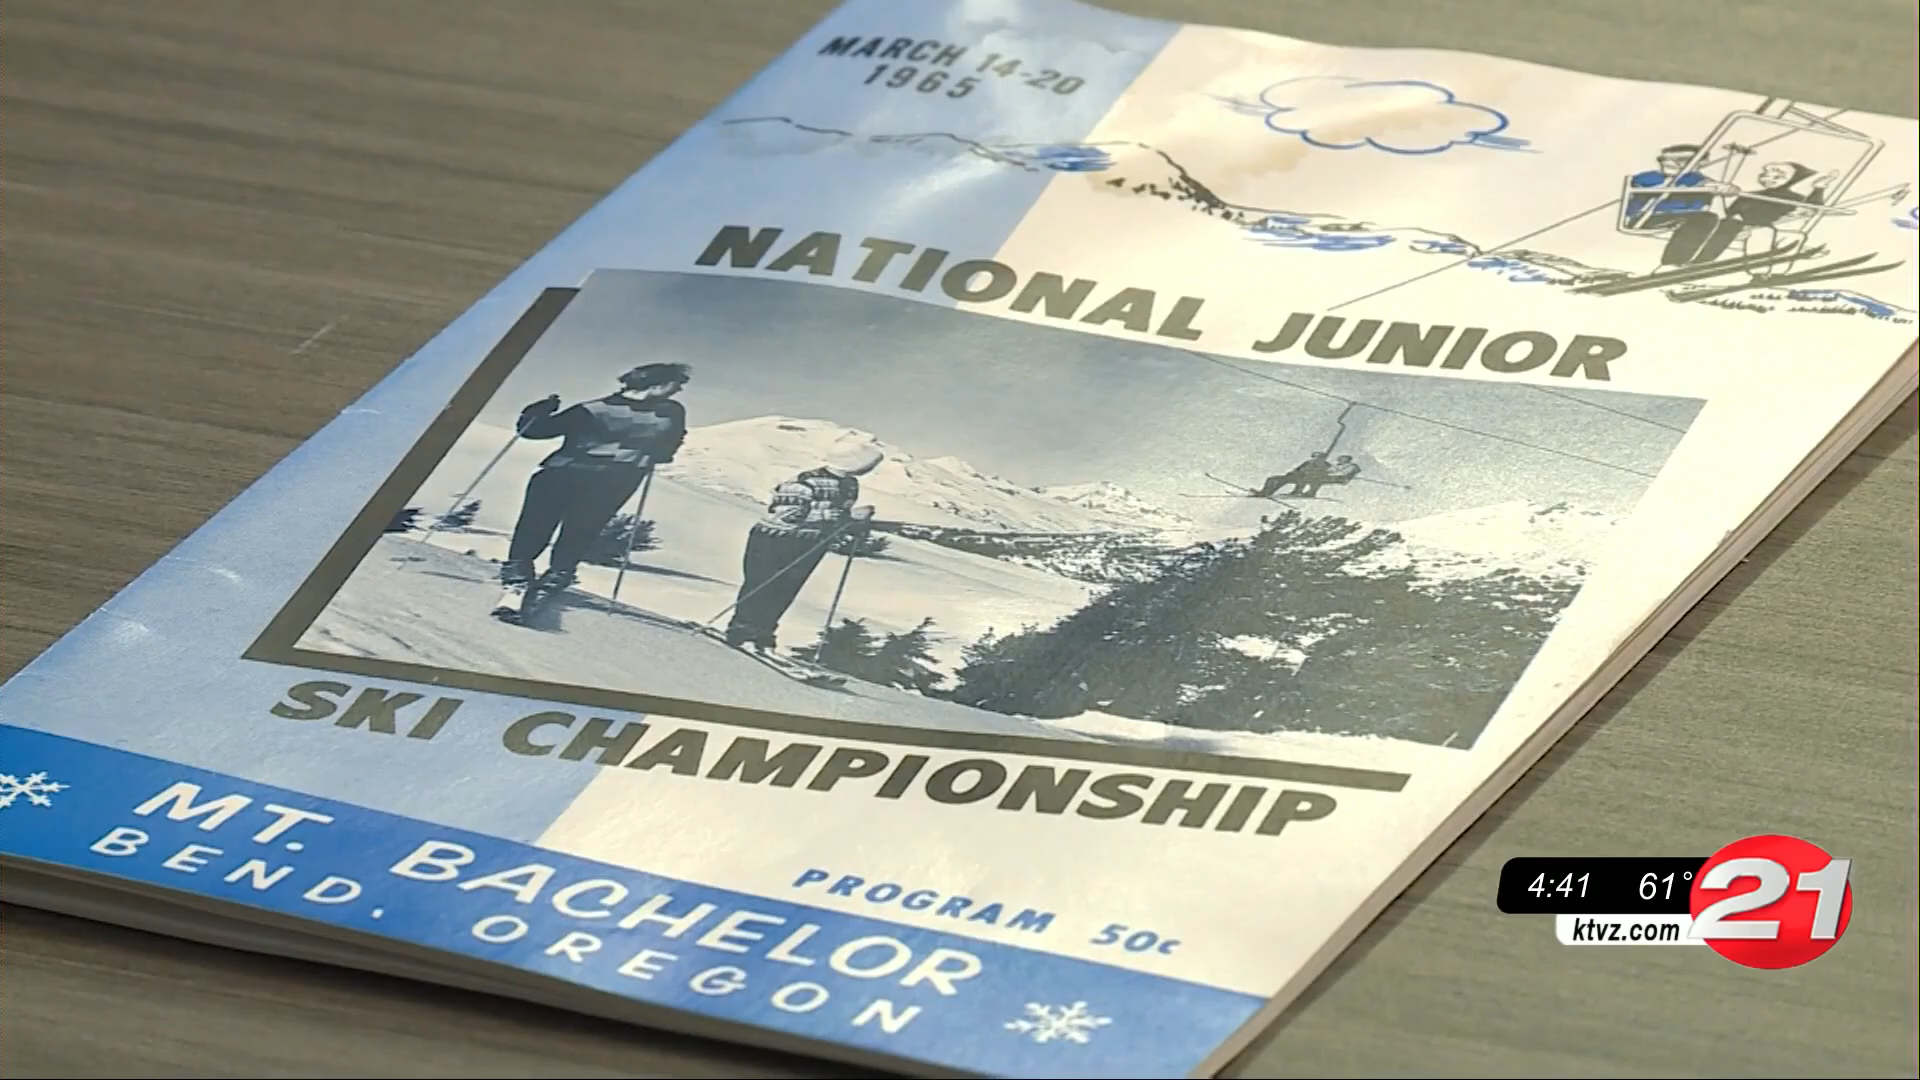 MARCH 14-20
1965
NATIONAL JUNIOR
SKI CHAMPIONSHIP
PROGRAM 50¢
MT. BACHELOR
BEND, OREGON
4:41 61°
ktvz.com
21